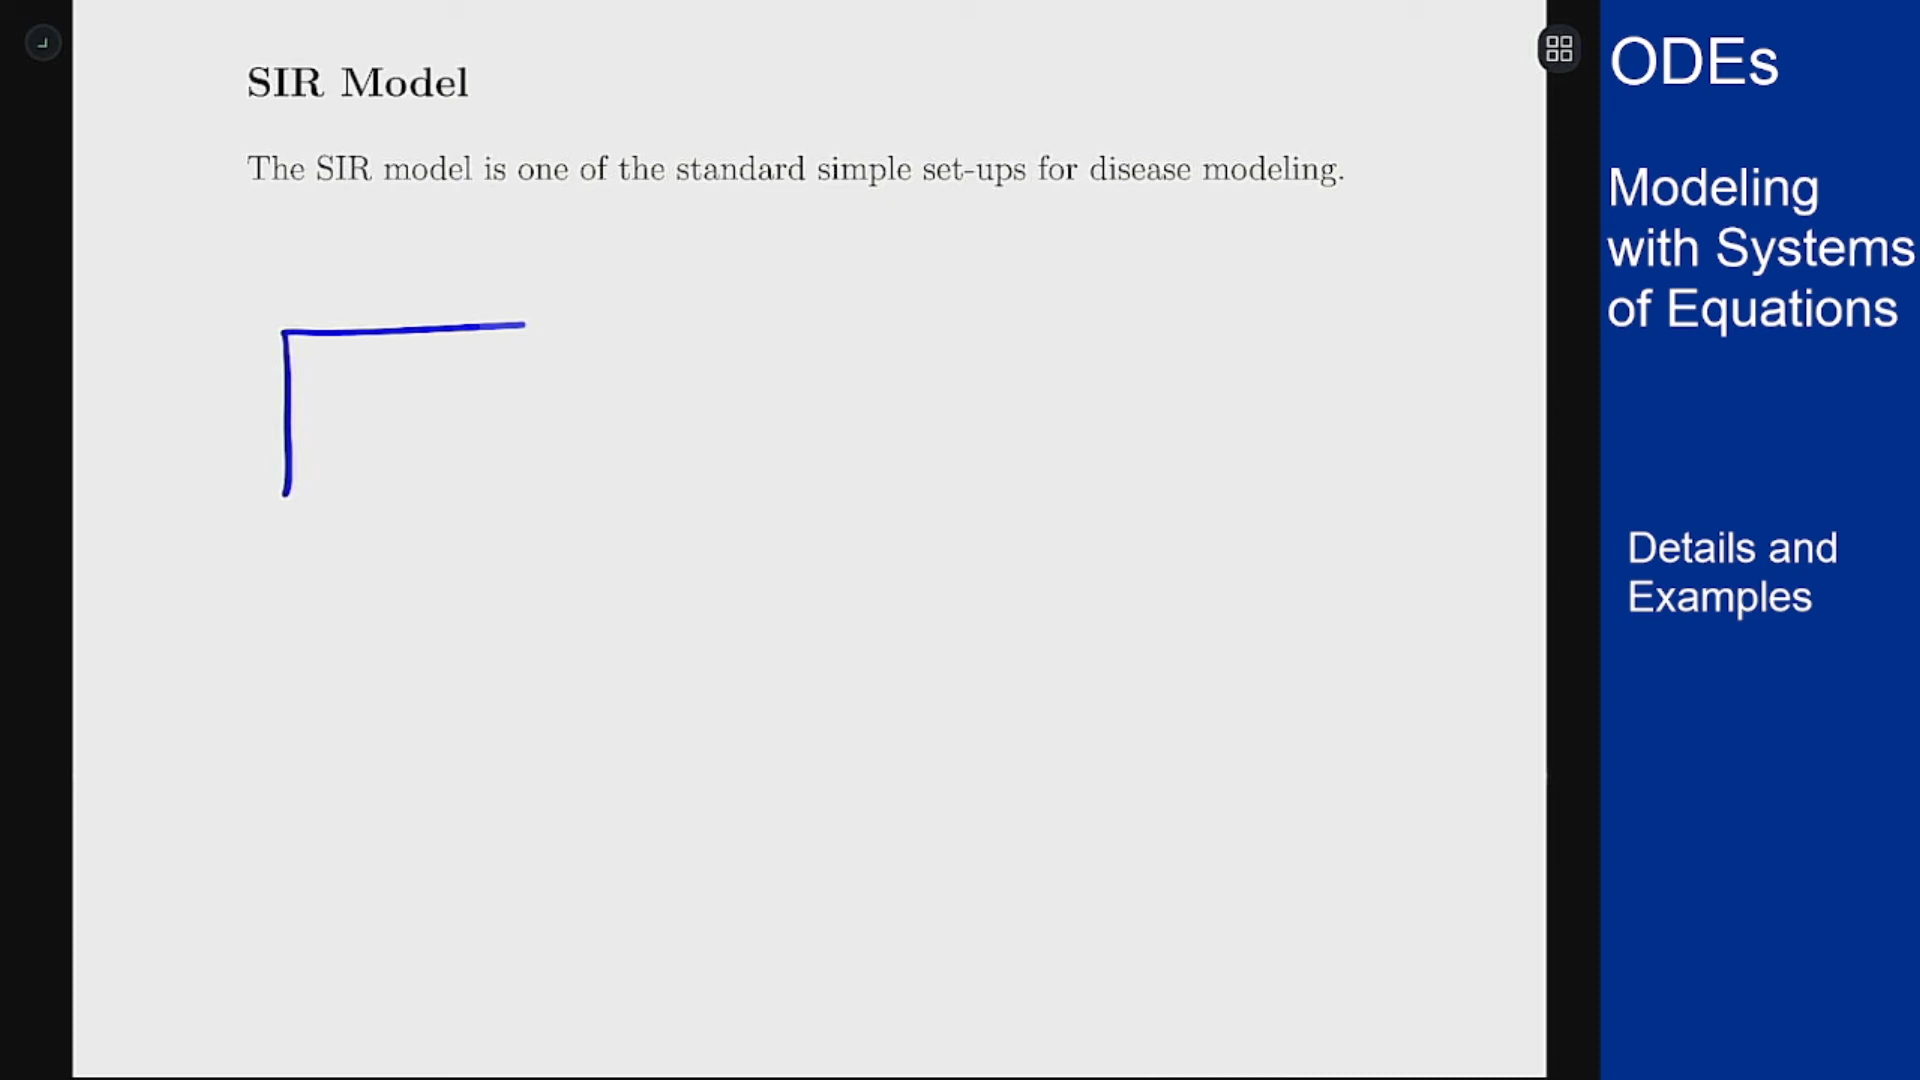 SIR Model
The SIR model is one of the standard simple set-ups for disease modeling.
ODEs
Modeling
with Systems
of Equations
Details and
Examples